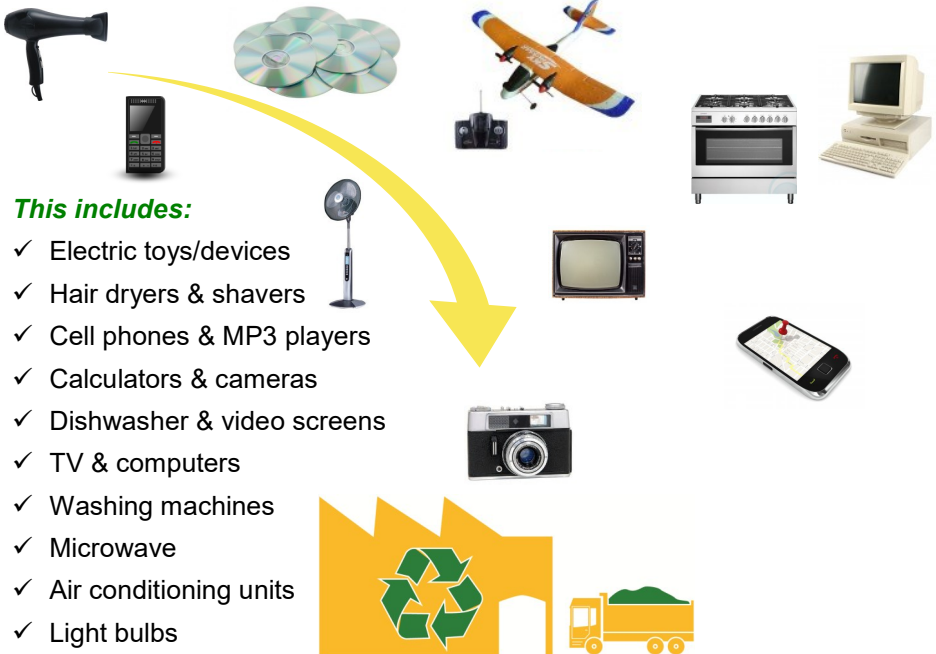 This includes:
✓ Electric toys/devices
✓ Hair dryers & shavers
✓ Cell phones & MP3 players
✓ Calculators & cameras
✓ Dishwasher & video screens
✓ TV & computers
✓ Washing machines
✓ Microwave
✓ Air conditioning units
✓ Light bulbs